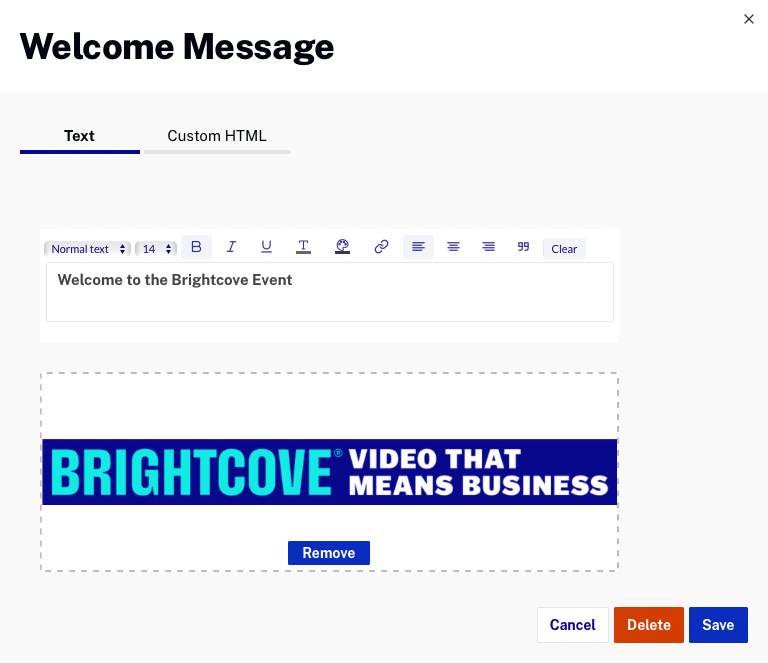 Welcome Message
Text Custom HTML
Normal text 14 B I U T Clear
Welcome to the Brightcove Event
BRIGHTCOVE® VIDEO THAT
MEANS BUSINESS
Remove
Cancel Delete Save